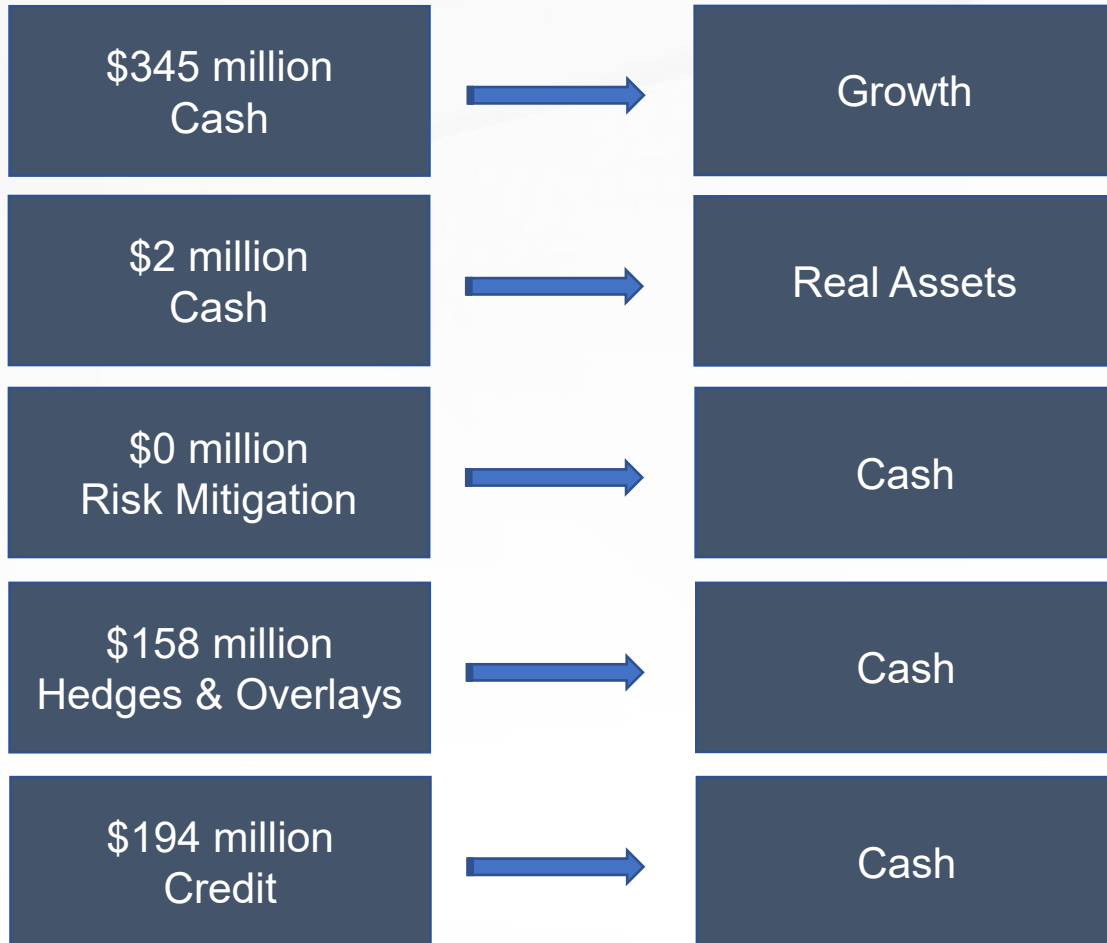 $345 million
Cash
Growth
$2 million
Cash
Real Assets
$0 million
Risk Mitigation
Cash
$158 million
Hedges & Overlays
Cash
$194 million
Credit
Cash